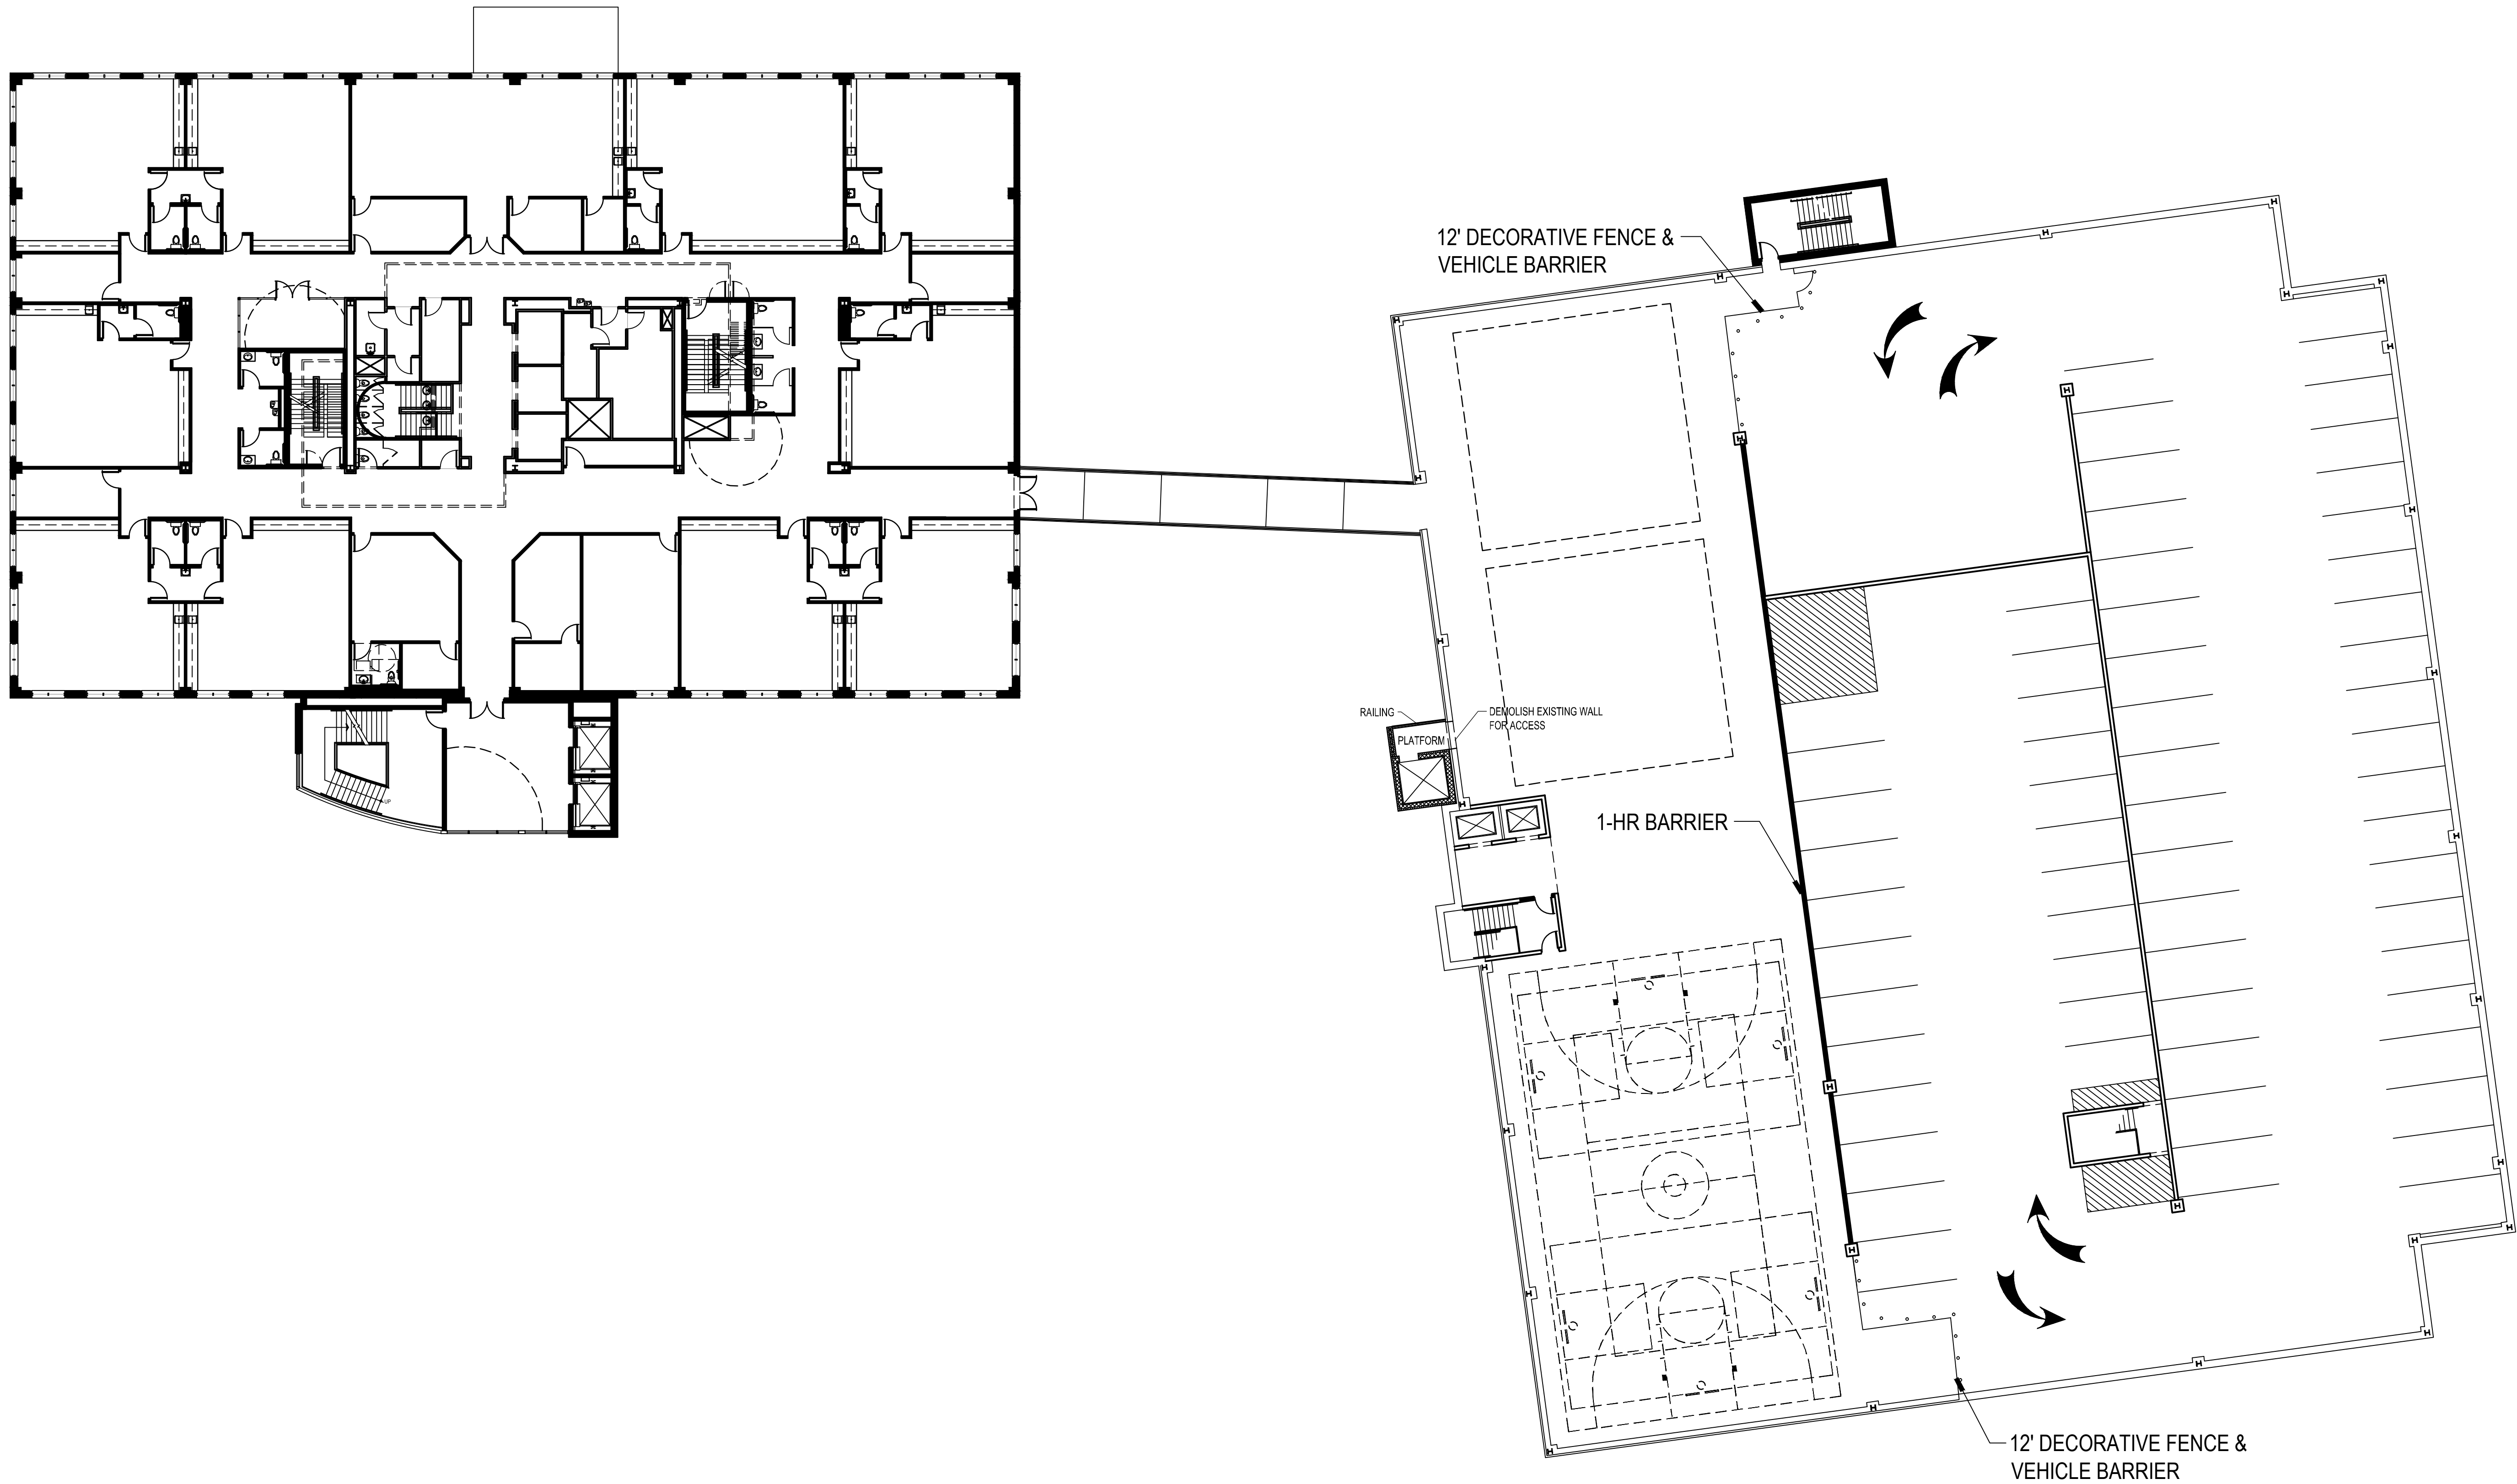 12' DECORATIVE FENCE &
VEHICLE BARRIER
RAILING
DEMOLISH EXISTING WALL
FOR ACCESS
PLATFORM
UP
1-HR BARRIER
12' DECORATIVE FENCE &
VEHICLE BARRIER